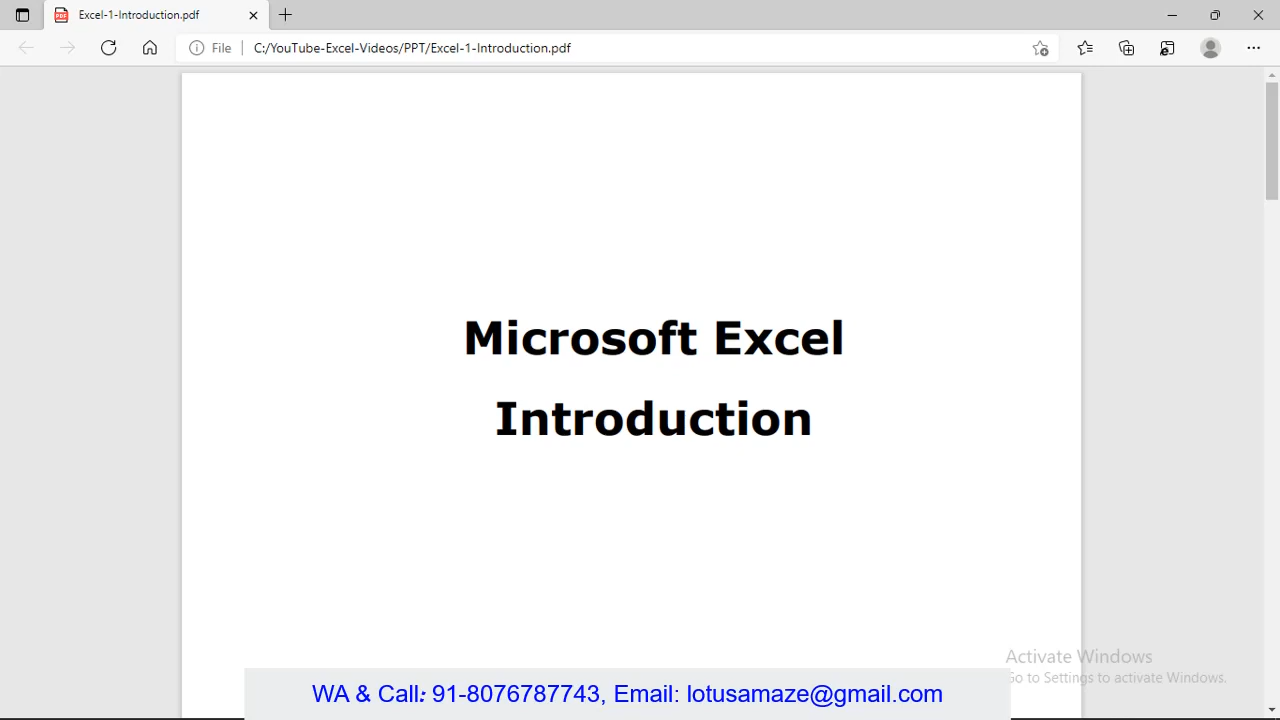 Excel-1-Introduction.pdf
File C:/YouTube-Excel-Videos/PPT/Excel-1-Introduction.pdf
Microsoft Excel
Introduction
Activate Windows
Go to Settings to activate Windows.
WA & Call: 91-8076787743, Email: lotusamaze@gmail.com